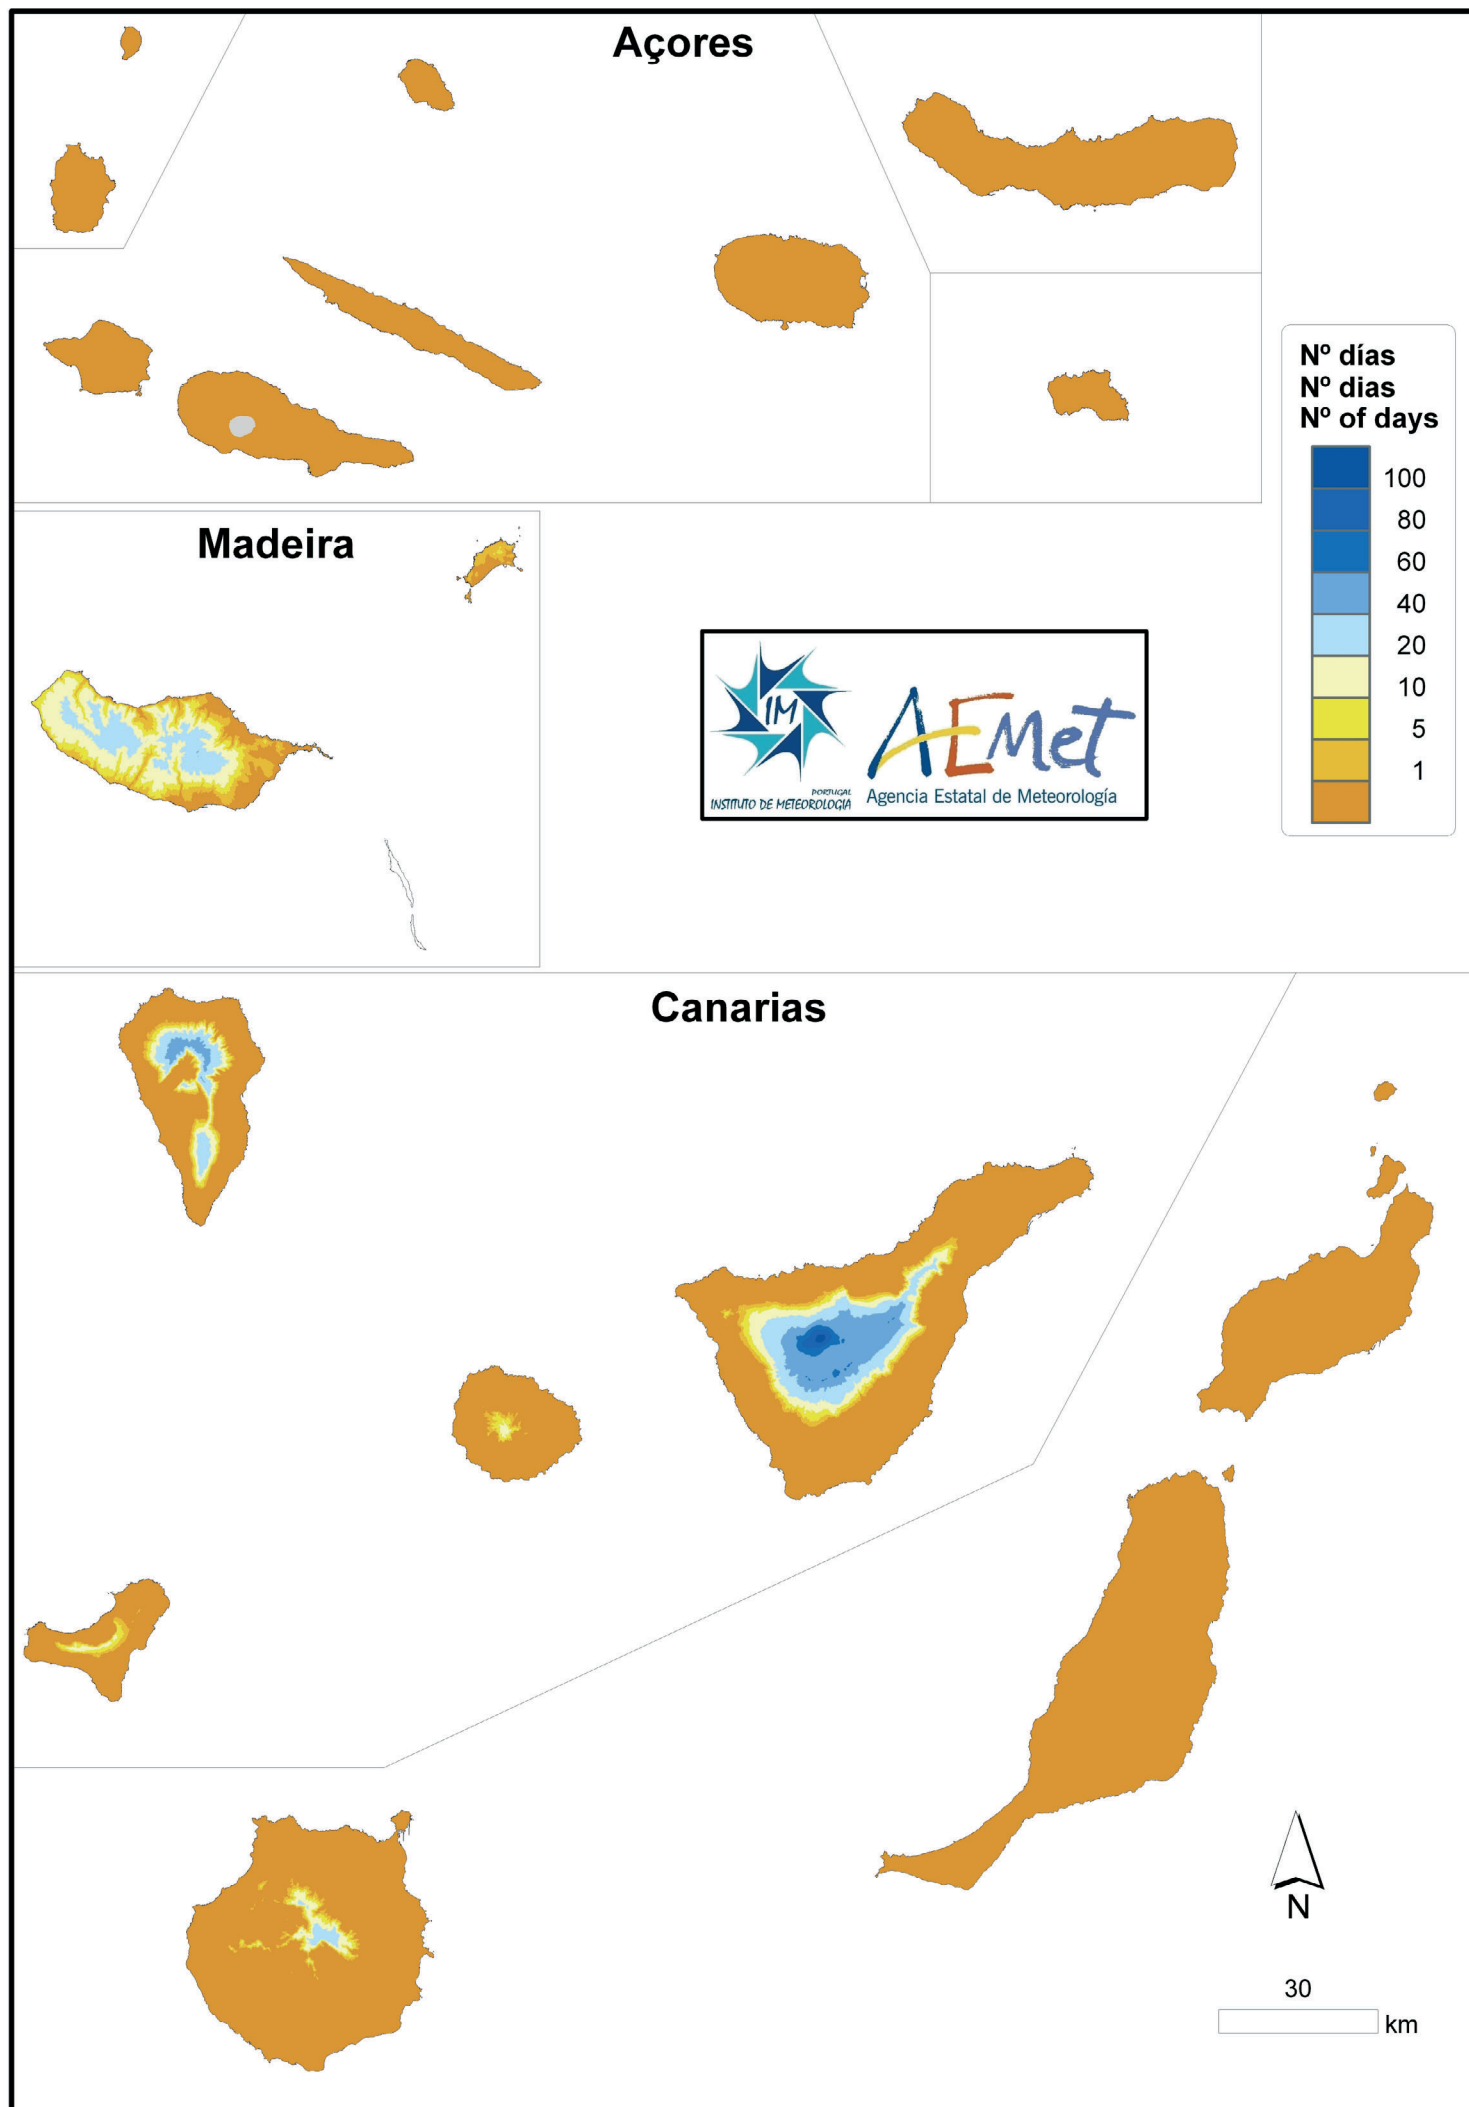 Açores
Nº días
Nº dias
Nº of days
100
80
60
40
20
10
5
1
Madeira
IM
PORTUGAL
INSTITUTO DE METEOROLOGIA
AEMet
Agencia Estatal de Meteorología
Canarias
N
30
km